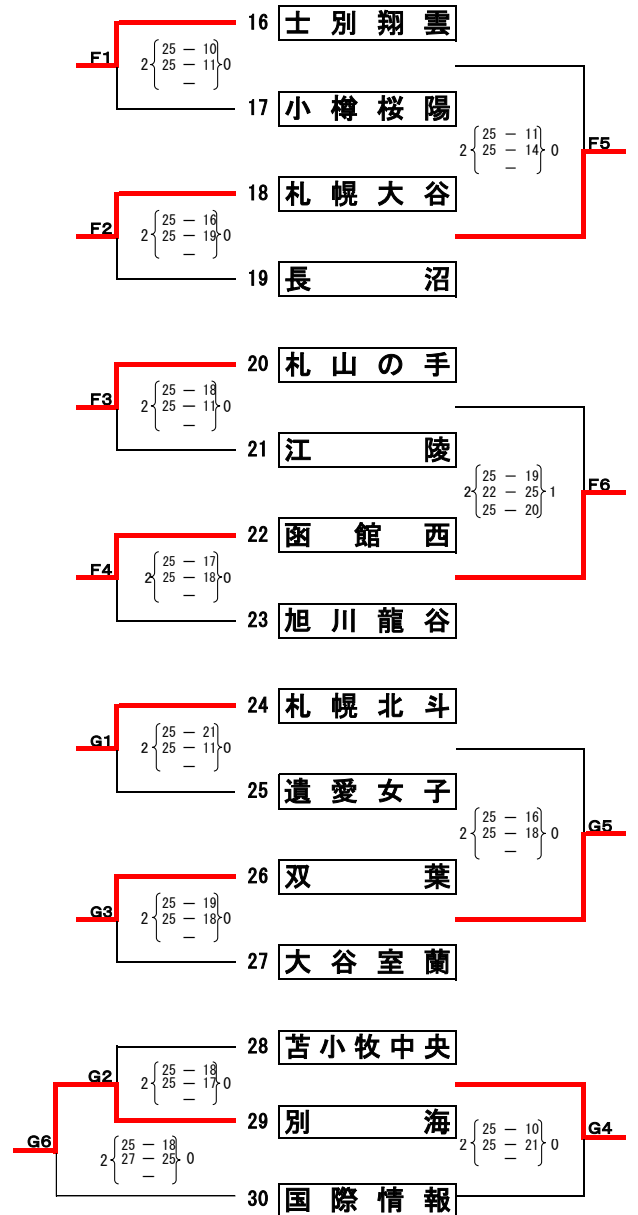 16 士別翔雲
F1
2 25 － 10 0
25 － 11
－
17 小樽桜陽
2 25 － 11 0
25 － 14
－
F5
18 札幌大谷
F2
2 25 － 16 0
25 － 19
－
19 長沼
20 札山の手
F3
2 25 － 18 0
25 － 11
－
21 江陵
2 25 － 19 1
22 － 25
25 － 20
F6
22 函館西
F4
2 25 － 17 0
25 － 18
－
23 旭川龍谷
24 札幌北斗
G1
2 25 － 21 0
25 － 11
－
25 遺愛女子
2 25 － 16 0
25 － 18
－
G5
26 双葉
G3
2 25 － 19 0
25 － 18
－
27 大谷室蘭
28 苫小牧中央
G2
2 25 － 18 0
25 － 17
－
29 別海
G6
2 25 － 18 0
27 － 25
－
2 25 － 10 0
25 － 21
－
G4
30 国際情報